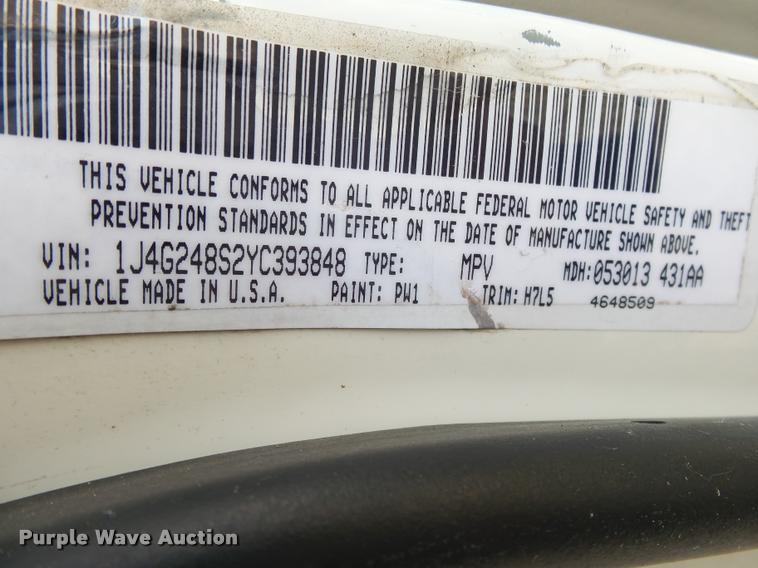 THIS VEHICLE CONFORMS TO ALL APPLICABLE FEDERAL MOTOR VEHICLE SAFETY AND THEFT
PREVENTION STANDARDS IN EFFECT ON THE DATE OF MANUFACTURE SHOWN ABOVE.
VIN: 1J4G248S2YC393848 TYPE: MPV MDH: 053013 431AA
VEHICLE MADE IN U.S.A. PAINT: PW1 TRIM: H7L5 4648509
Purple Wave Auction